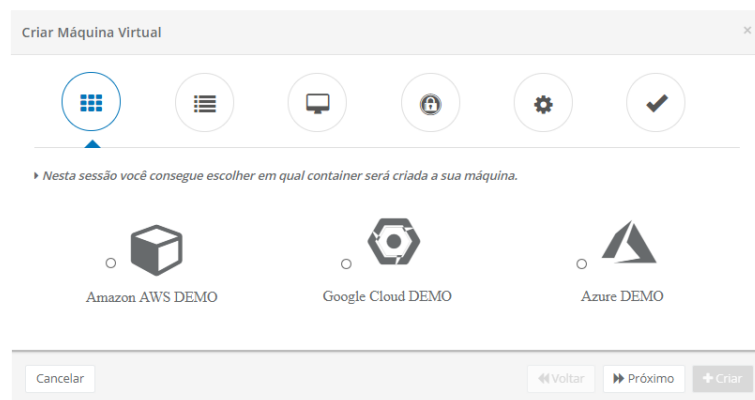 Criar Máquina Virtual
Nesta sessão você consegue escolher em qual container será criada a sua máquina.
Amazon AWS DEMO
Google Cloud DEMO
Azure DEMO
Cancelar
Voltar
Próximo
Criar